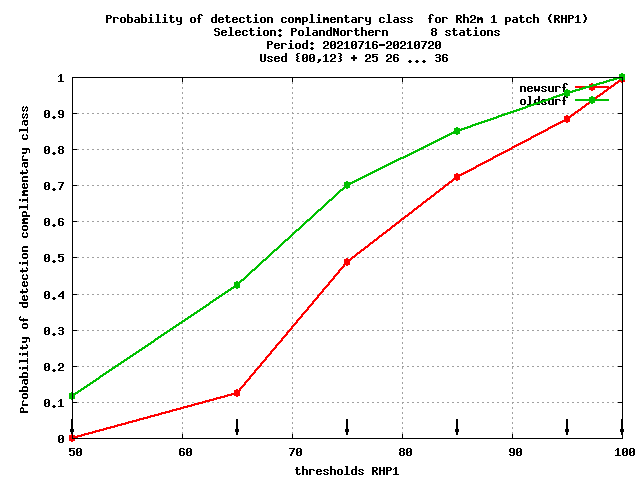 Probability of detection complimentary class  for Rh2m 1 patch (RHP1)
Selection: PolandNorthern      8 stations
Period: 20210716-20210720
Used {00,12} + 25 26 ... 36
Probability of detection complimentary class
1
0.9
0.8
0.7
0.6
0.5
0.4
0.3
0.2
0.1
0
newsurf
oldsurf
50 60 70 80 90 100
thresholds RHP1